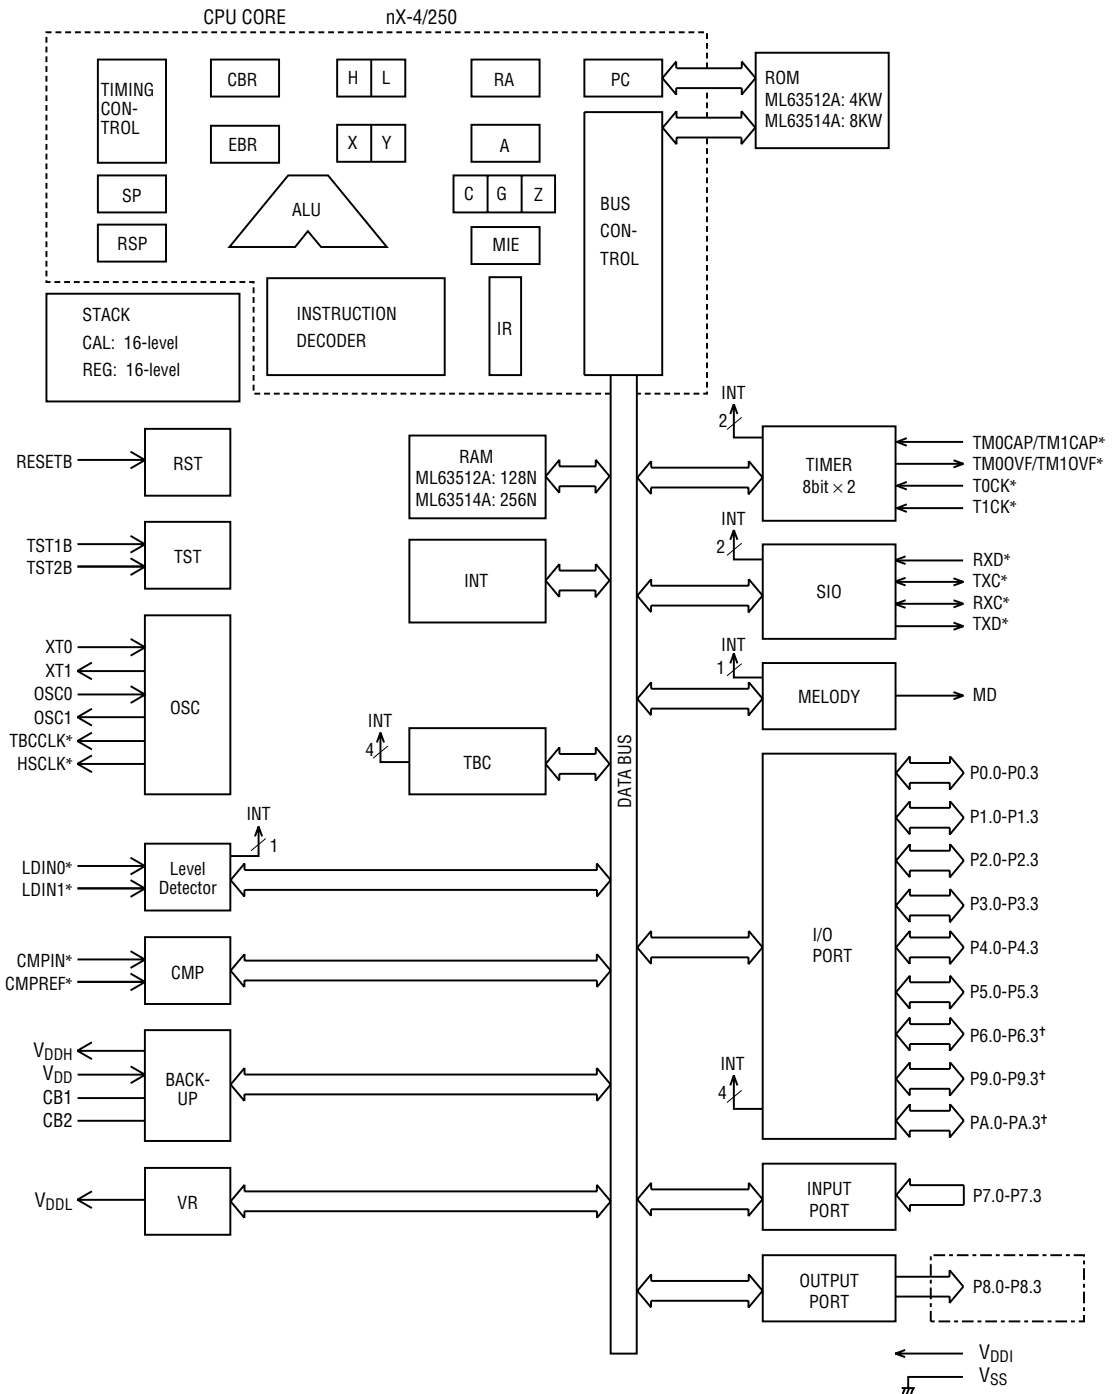 CPU CORE
nX-4/250
TIMING
CON-
TROL
CBR
H
L
RA
PC
ROM
ML63512A: 4KW
ML63514A: 8KW
EBR
X
Y
A
SP
C
G
Z
ALU
BUS
CON-
TROL
RSP
MIE
STACK
CAL: 16-level
REG: 16-level
INSTRUCTION
DECODER
IR
RESETB
RST
RAM
ML63512A: 128N
ML63514A: 256N
INT
2
TIMER
8bit × 2
TM0CAP/TM1CAP*
TM0OVF/TM1OVF*
T0CK*
T1CK*
TST1B
TST2B
TST
INT
INT
2
SIO
RXD*
TXC*
RXC*
TXD*
XT0
XT1
OSC0
OSC1
TBCCLK*
HSCLK*
OSC
INT
1
MELODY
MD
INT
4
TBC
DATA BUS
INT
1
LDIN0*
LDIN1*
Level
Detector
I/O
PORT
P0.0-P0.3
P1.0-P1.3
P2.0-P2.3
P3.0-P3.3
P4.0-P4.3
P5.0-P5.3
P6.0-P6.3†
P9.0-P9.3†
PA.0-PA.3†
INT
4
CMPIN*
CMPREF*
CMP
VDDH
VDD
CB1
CB2
BACK-
UP
VDDL
VR
INPUT
PORT
P7.0-P7.3
OUTPUT
PORT
P8.0-P8.3
VDDI
VSS